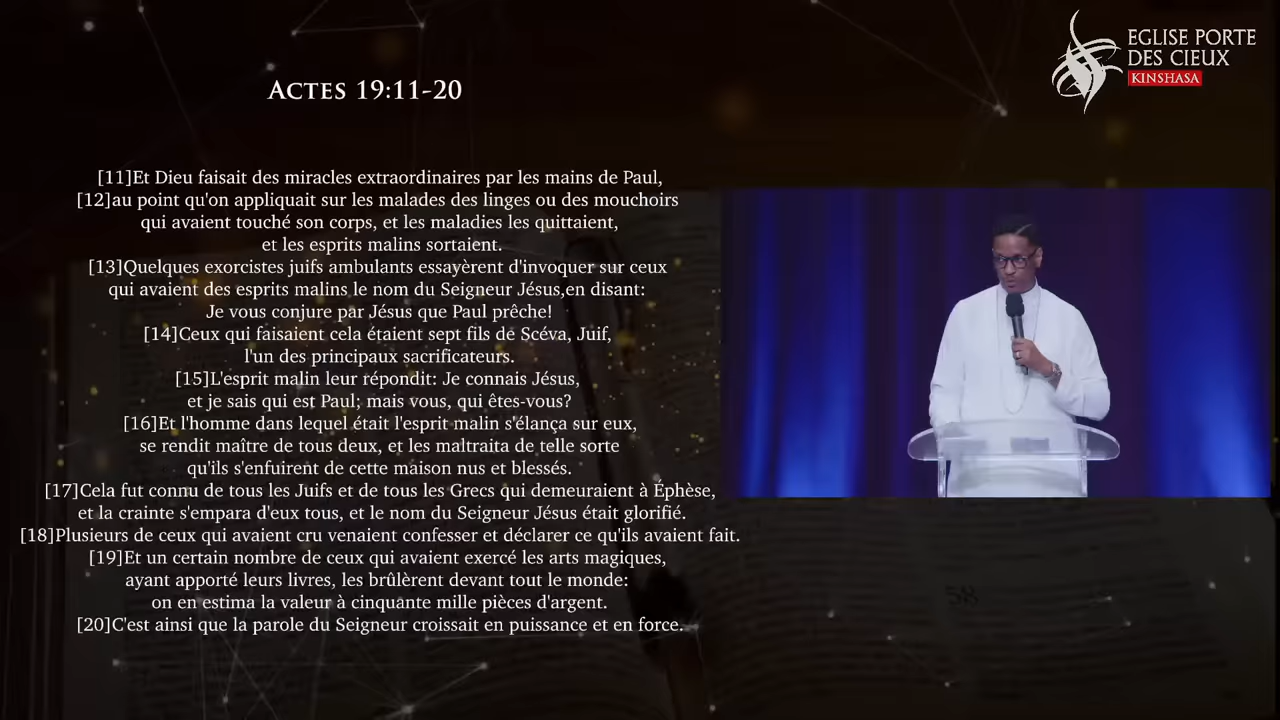 EGLISE PORTE
DES CIEUX
KINSHASA
ACTES 19:11-20
[11]Et Dieu faisait des miracles extraordinaires par les mains de Paul,
[12]au point qu'on appliquait sur les malades des linges ou des mouchoirs
qui avaient touché son corps, et les maladies les quittaient,
et les esprits malins sortaient.
[13]Quelques exorcistes juifs ambulants essayèrent d'invoquer sur ceux
qui avaient des esprits malins le nom du Seigneur Jésus,en disant:
Je vous conjure par Jésus que Paul prêche!
[14]Ceux qui faisaient cela étaient sept fils de Scéva, Juif,
l'un des principaux sacrificateurs.
[15]L'esprit malin leur répondit: Je connais Jésus,
et je sais qui est Paul; mais vous, qui êtes-vous?
[16]Et l'homme dans lequel était l'esprit malin s'élança sur eux,
se rendit maître de tous deux, et les maltraita de telle sorte
qu'ils s'enfuirent de cette maison nus et blessés.
[17]Cela fut connu de tous les Juifs et de tous les Grecs qui demeuraient à Éphèse,
et la crainte s'empara d'eux tous, et le nom du Seigneur Jésus était glorifié.
[18]Plusieurs de ceux qui avaient cru venaient confesser et déclarer ce qu'ils avaient fait.
[19]Et un certain nombre de ceux qui avaient exercé les arts magiques,
ayant apporté leurs livres, les brûlèrent devant tout le monde:
on en estima la valeur à cinquante mille pièces d'argent.
[20]C'est ainsi que la parole du Seigneur croissait en puissance et en force.